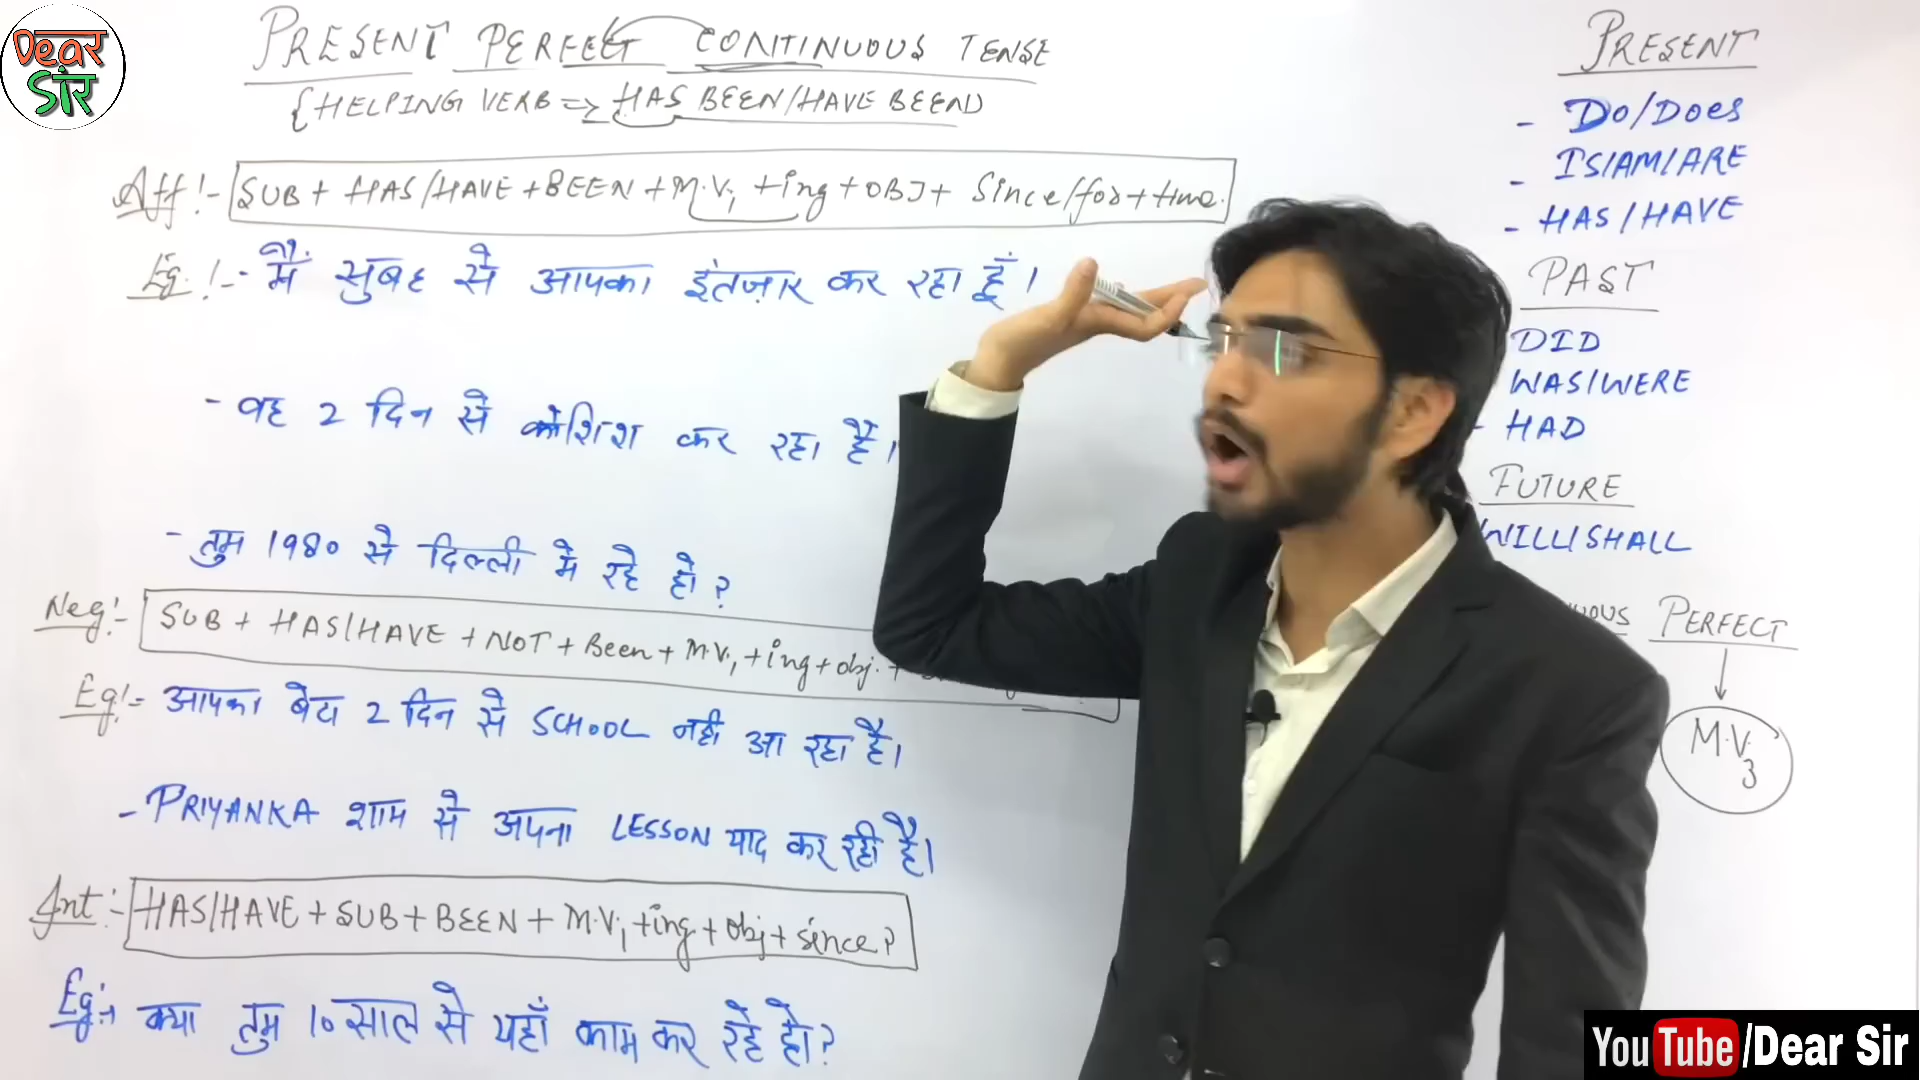 Dear
Sir
PRESENT PERFECT CONTINUOUS TENSE
{HELPING VERB => HAS BEEN/HAVE BEEN}
Aff:- SUB + HAS/HAVE + BEEN + M.V1 + ing + OBJ + Since/for + time.
Eg:- मैं सुबह से आपका इंतज़ार कर रहा हूँ।
- वह 2 दिन से कोशिश कर रहा है।
- तुम 1980 से दिल्ली मे रहे हो?
Neg:- SUB + HAS/HAVE + NOT + Been + M.V1 + ing + obj. +
Eg:- आपका बेटा 2 दिन से SCHOOL नही आ रहा है।
- PRIYANKA शाम से अपना LESSON याद कर रही है।
Int:- HAS/HAVE + SUB + BEEN + M.V1 + ing + obj + since?
Eg:- क्या तुम 10 साल से यहाँ काम कर रहे हो?
PRESENT
- DO/DOES
- IS/AM/ARE
- HAS/HAVE
PAST
DID
WAS/WERE
- HAD
FUTURE
WILL/SHALL
PERFECT
M.V3
YouTube/Dear Sir